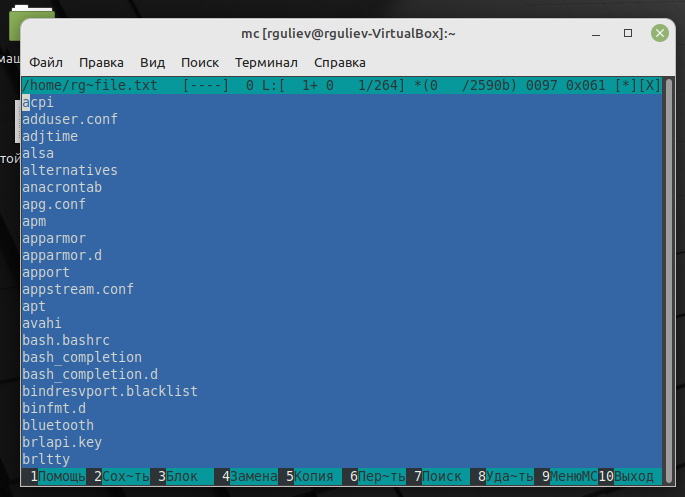 mc [rguliev@rguliev-VirtualBox]:~
Файл Правка Вид Поиск Терминал Справка
/home/rg~file.txt [----] 0 L:[ 1+ 0 1/264] *(0 /2590b) 0097 0x061 [*][X]
acpi
adduser.conf
adjtime
alsa
alternatives
anacrontab
apg.conf
apm
apparmor
apparmor.d
apport
appstream.conf
apt
avahi
bash.bashrc
bash_completion
bash_completion.d
bindresvport.blacklist
binfmt.d
bluetooth
brlapi.key
brltty
1Помощь 2Сох~ть 3Блок 4Замена 5Копия 6Пер~ть 7Поиск 8Уда~ть 9МенюMC 10Выход